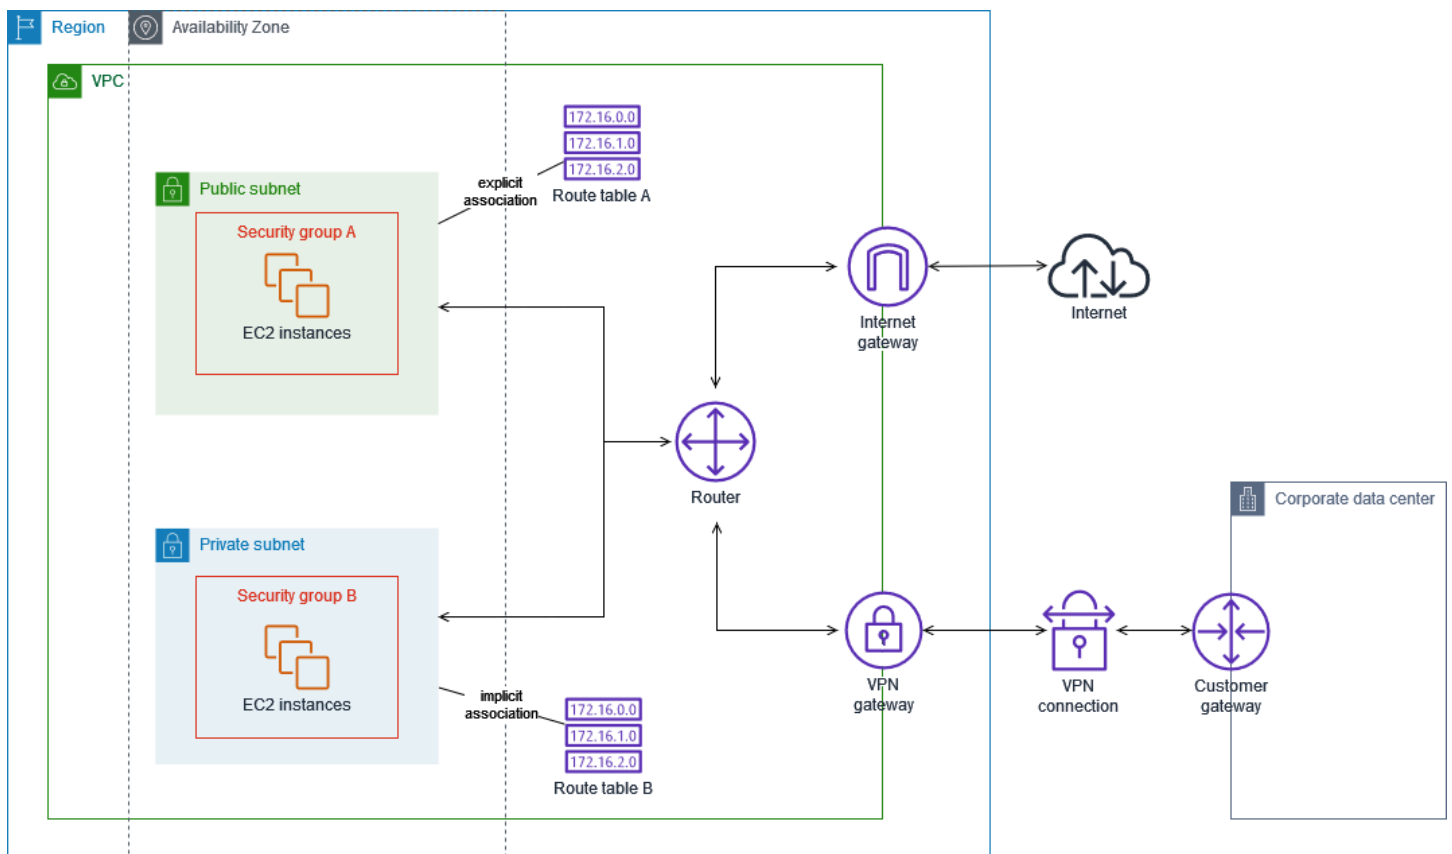 Region
Availability Zone
VPC
172.16.0.0
172.16.1.0
172.16.2.0
Route table A
explicit
association
Public subnet
Security group A
EC2 instances
Internet
gateway
Internet
Router
Corporate data center
Private subnet
Security group B
EC2 instances
implicit
association
172.16.0.0
172.16.1.0
172.16.2.0
Route table B
VPN
gateway
VPN
connection
Customer
gateway